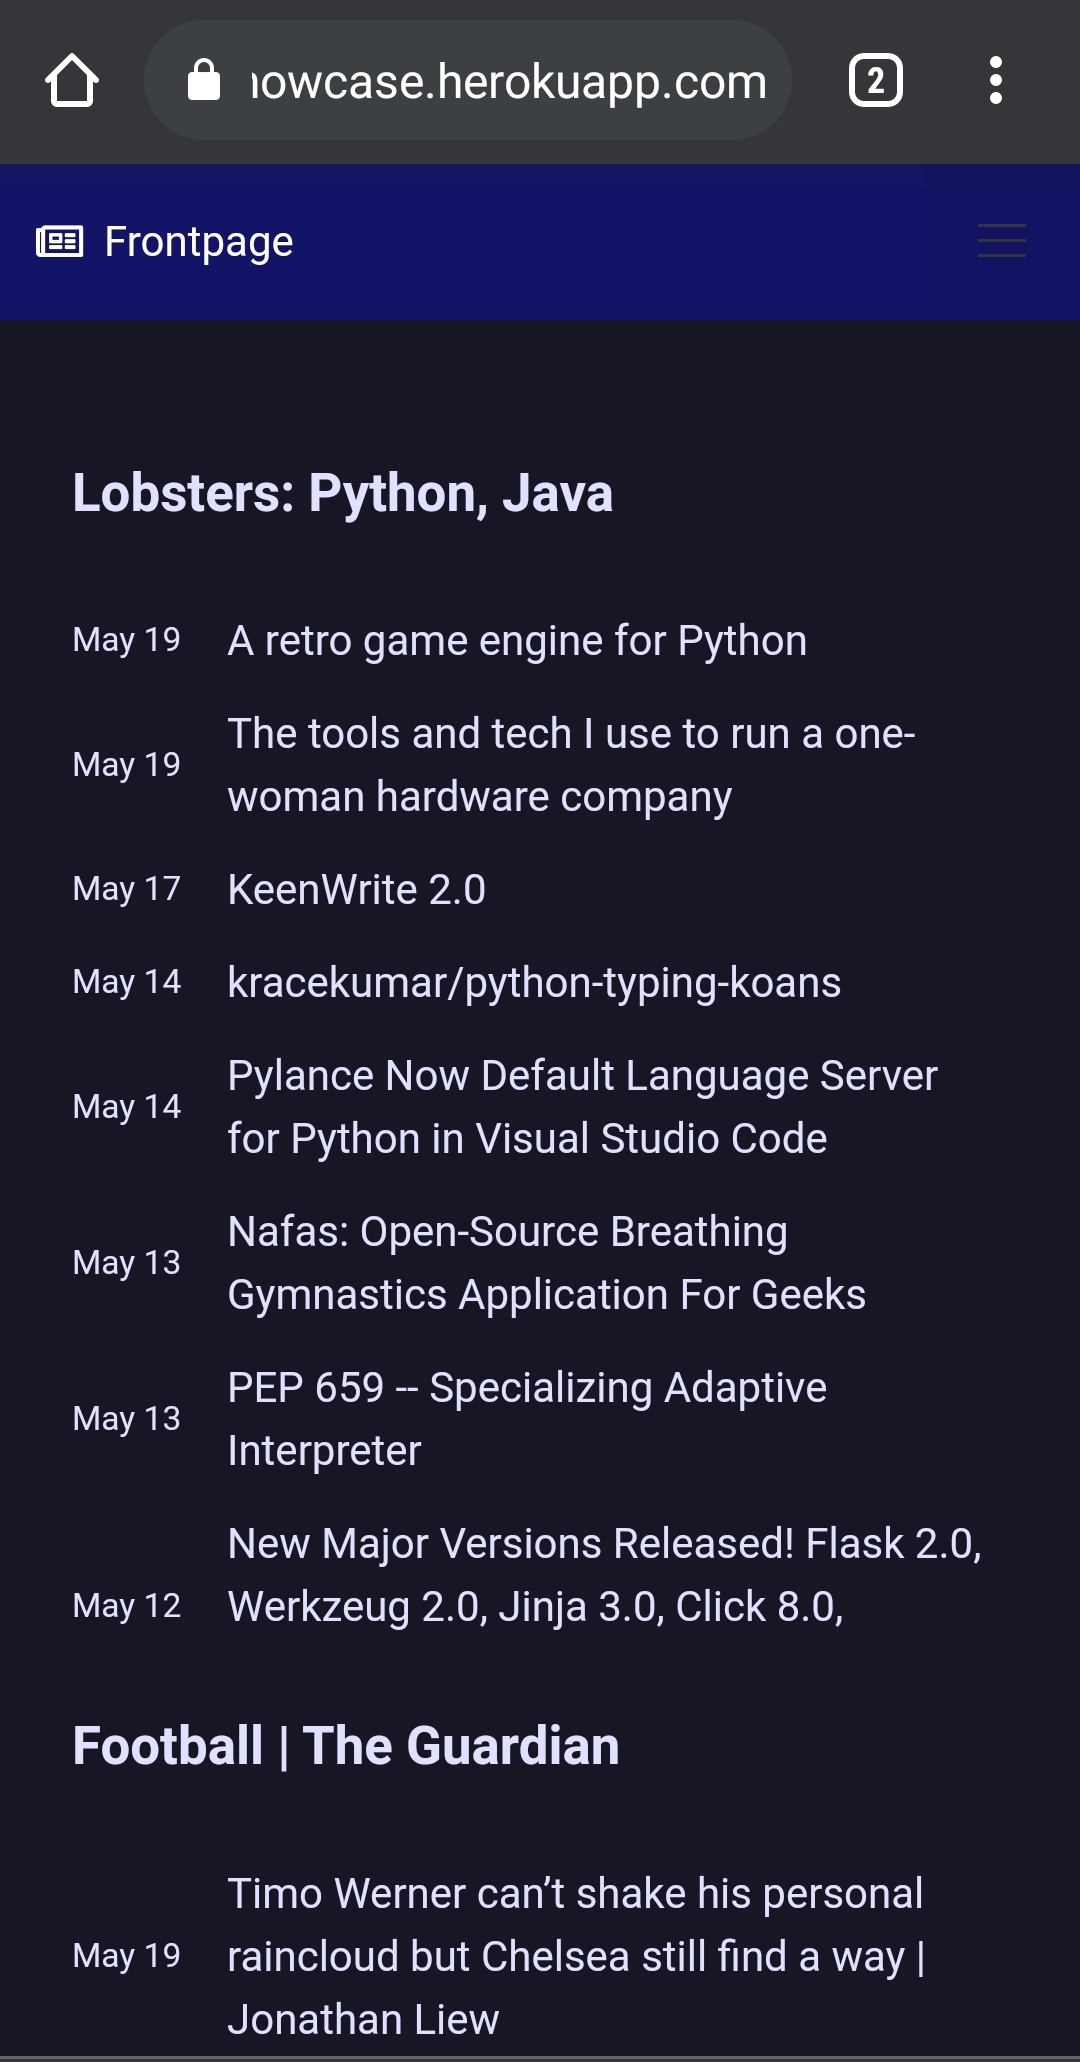 howcase.herokuapp.com
2
Frontpage
Lobsters: Python, Java
May 19
A retro game engine for Python
May 19
The tools and tech I use to run a one-
woman hardware company
May 17
KeenWrite 2.0
May 14
kracekumar/python-typing-koans
May 14
Pylance Now Default Language Server
for Python in Visual Studio Code
May 13
Nafas: Open-Source Breathing
Gymnastics Application For Geeks
May 13
PEP 659 -- Specializing Adaptive
Interpreter
May 12
New Major Versions Released! Flask 2.0,
Werkzeug 2.0, Jinja 3.0, Click 8.0,
Football | The Guardian
May 19
Timo Werner can’t shake his personal
raincloud but Chelsea still find a way |
Jonathan Liew